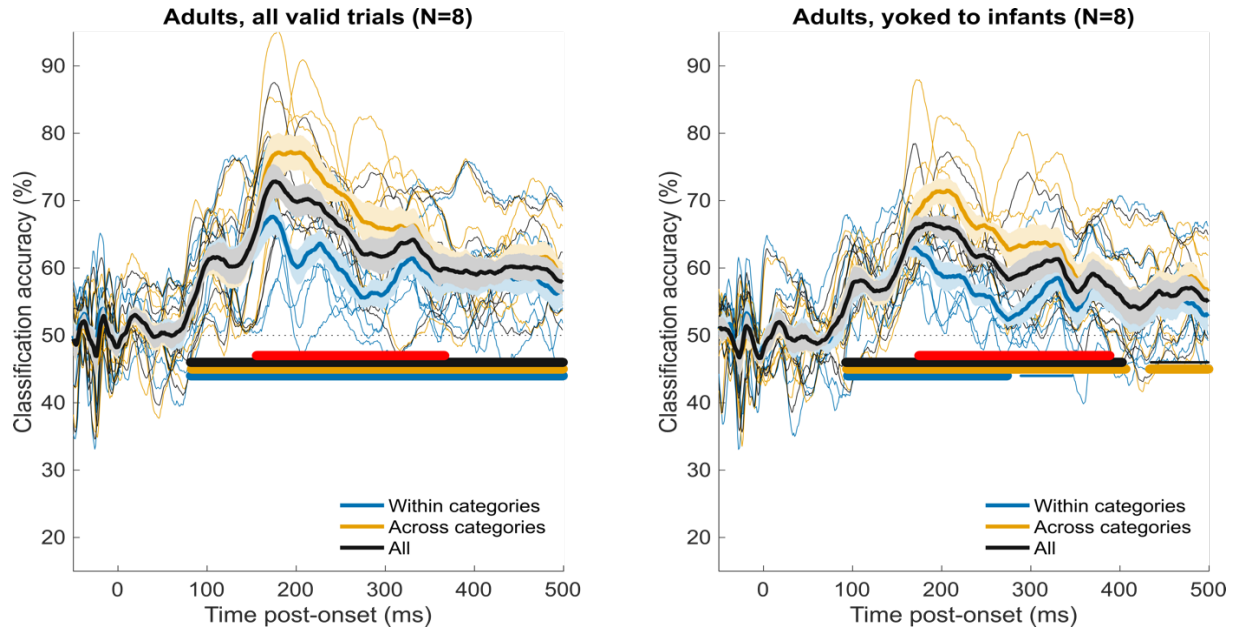 Adults, all valid trials (N=8)
90
80
70
60
50
40
30
20
Classification accuracy (%)
Within categories
Across categories
All
0 100 200 300 400 500
Time post-onset (ms)
Adults, yoked to infants (N=8)
90
80
70
60
50
40
30
20
Classification accuracy (%)
Within categories
Across categories
All
0 100 200 300 400 500
Time post-onset (ms)